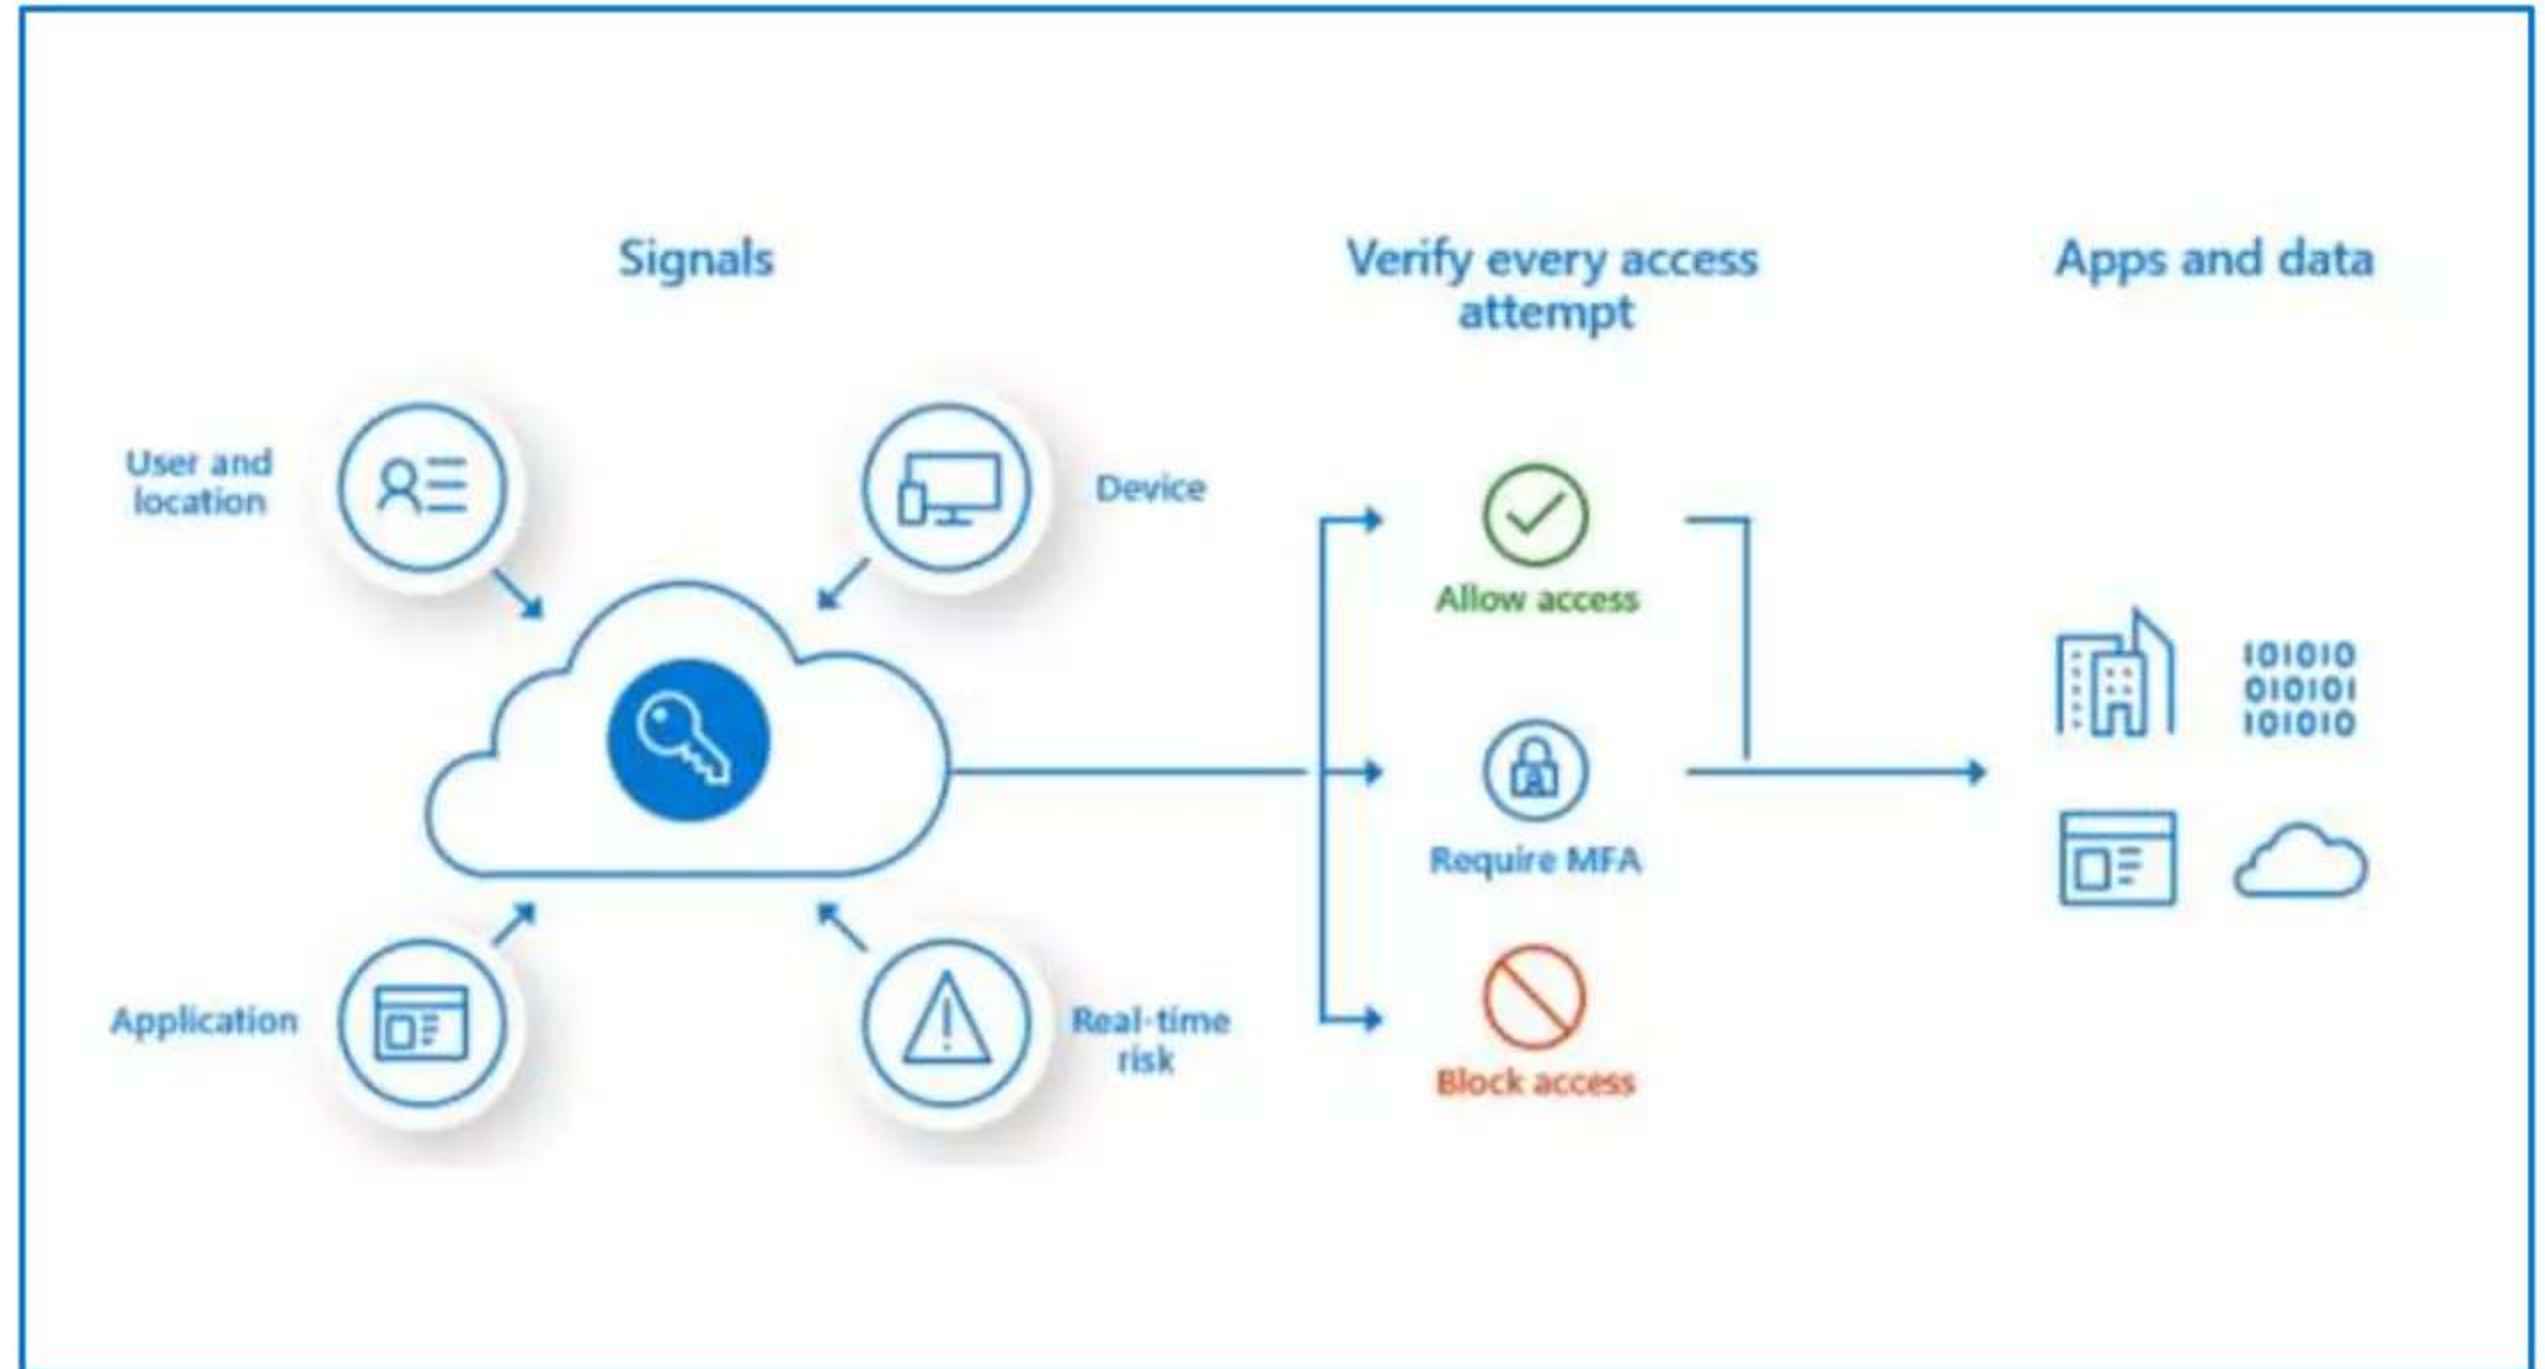 Signals
Verify every access
attempt
Apps and data
User and
location
Device
Allow access
101010
010101
101010
Require MFA
Application
Real-time
risk
Block access